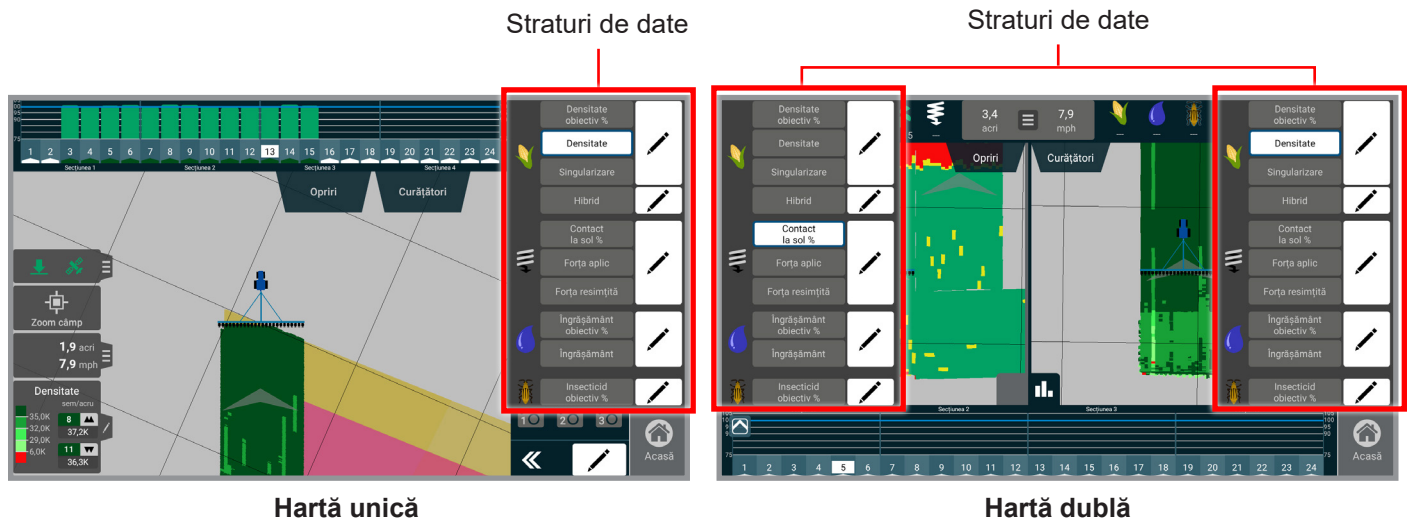 Straturi de date
Straturi de date
100
95
90
75
1 2 3 4 5 6 7 8 9 10 11 12 13 14 15 16 17 18 19 20 21 22 23 24
Secțiunea 1 Secțiunea 2 Secțiunea 3 Secțiunea 4
Opriri
Curățători
Zoom câmp
1,9 acri
7,9 mph
Densitate
sem/acru
35,0K
32,0K
29,0K
6,0K
8
37,2K
11
36,3K
Densitate
obiectiv %
Densitate
Singularizare
Hibrid
Contact
la sol %
Forța aplic
Forța resimțită
Îngrășământ
obiectiv %
Îngrășământ
Insecticid
obiectiv %
1 2 3
Acasă
Hartă unică
Densitate
obiectiv %
Densitate
Singularizare
Hibrid
Contact
la sol %
Forța aplic
Forța resimțită
Îngrășământ
obiectiv %
Îngrășământ
Insecticid
obiectiv %
3,4
acri
7,9
mph
Opriri
Curățători
Densitate
obiectiv %
Densitate
Singularizare
Hibrid
Contact
la sol %
Forța aplic
Forța resimțită
Îngrășământ
obiectiv %
Îngrășământ
Insecticid
obiectiv %
Secțiunea 2 Secțiunea 3
100
95
90
75
1 2 3 4 5 6 7 8 9 10 11 12 13 14 15 16 17 18 19 20 21 22 23 24
Acasă
Hartă dublă